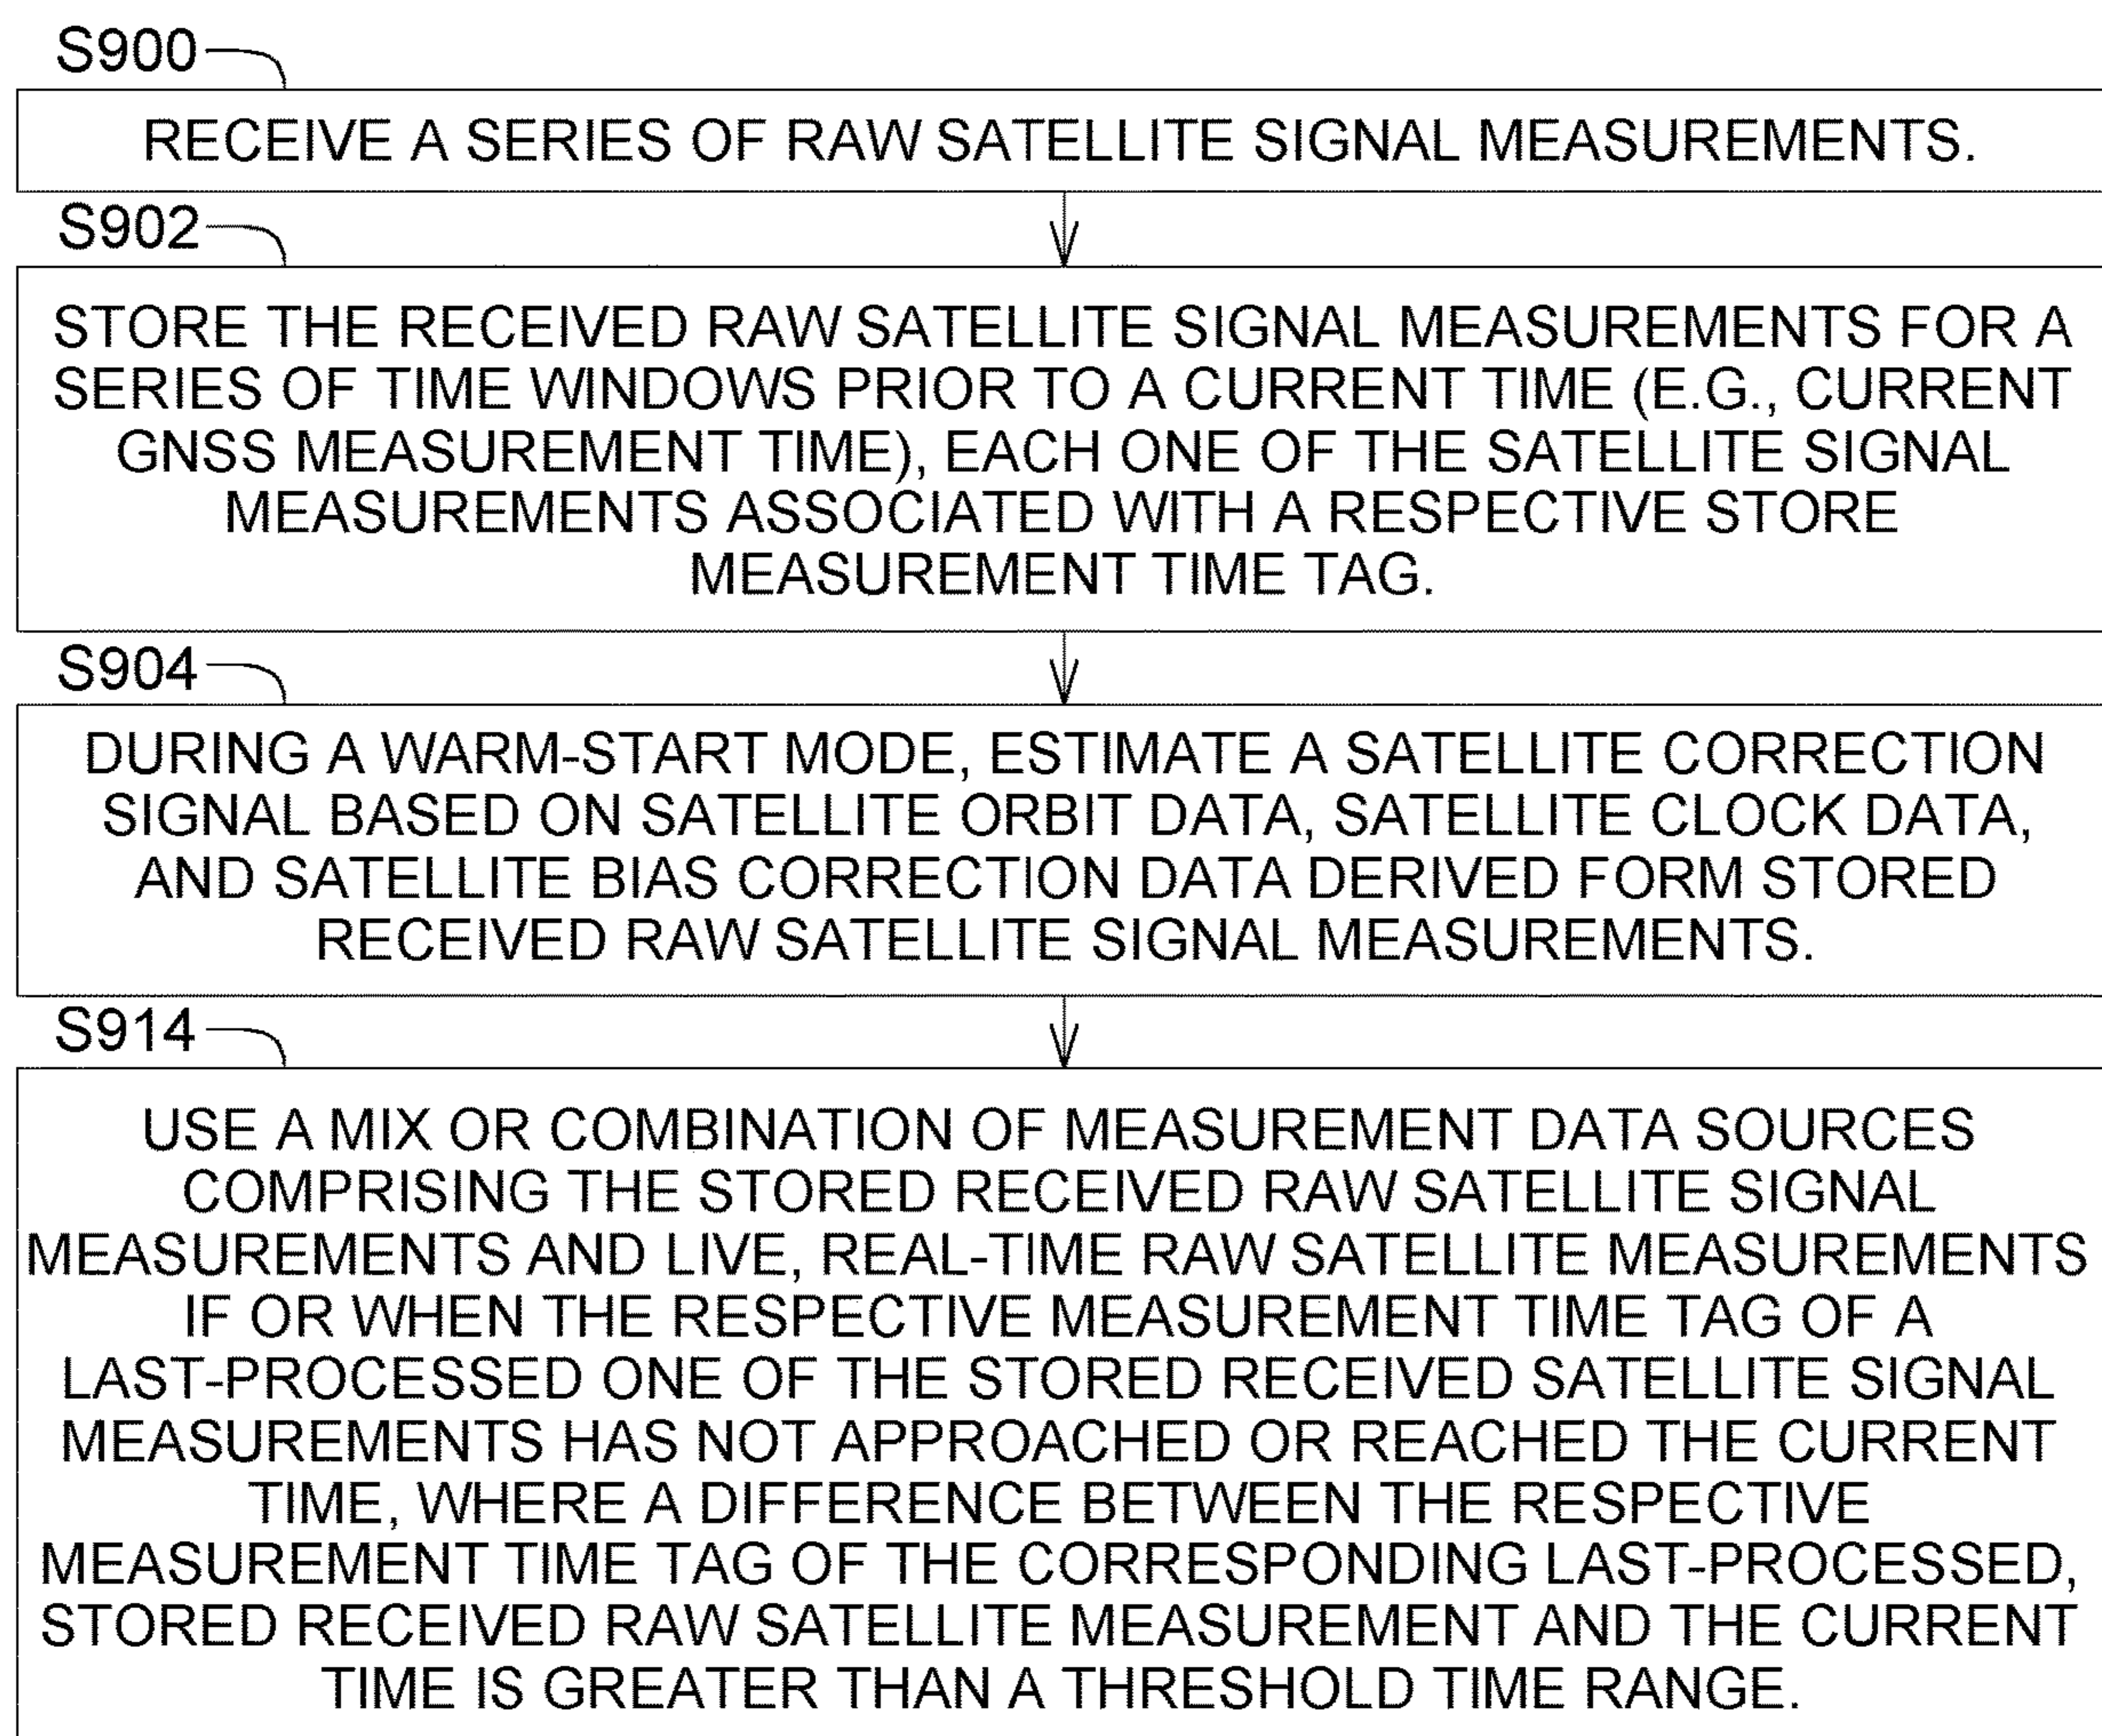 S900
RECEIVE A SERIES OF RAW SATELLITE SIGNAL MEASUREMENTS.
S902
STORE THE RECEIVED RAW SATELLITE SIGNAL MEASUREMENTS FOR A
SERIES OF TIME WINDOWS PRIOR TO A CURRENT TIME (E.G., CURRENT
GNSS MEASUREMENT TIME), EACH ONE OF THE SATELLITE SIGNAL
MEASUREMENTS ASSOCIATED WITH A RESPECTIVE STORE
MEASUREMENT TIME TAG.
S904
DURING A WARM-START MODE, ESTIMATE A SATELLITE CORRECTION
SIGNAL BASED ON SATELLITE ORBIT DATA, SATELLITE CLOCK DATA,
AND SATELLITE BIAS CORRECTION DATA DERIVED FORM STORED
RECEIVED RAW SATELLITE SIGNAL MEASUREMENTS.
S914
USE A MIX OR COMBINATION OF MEASUREMENT DATA SOURCES
COMPRISING THE STORED RECEIVED RAW SATELLITE SIGNAL
MEASUREMENTS AND LIVE, REAL-TIME RAW SATELLITE MEASUREMENTS
IF OR WHEN THE RESPECTIVE MEASUREMENT TIME TAG OF A
LAST-PROCESSED ONE OF THE STORED RECEIVED SATELLITE SIGNAL
MEASUREMENTS HAS NOT APPROACHED OR REACHED THE CURRENT
TIME, WHERE A DIFFERENCE BETWEEN THE RESPECTIVE
MEASUREMENT TIME TAG OF THE CORRESPONDING LAST-PROCESSED,
STORED RECEIVED RAW SATELLITE MEASUREMENT AND THE CURRENT
TIME IS GREATER THAN A THRESHOLD TIME RANGE.